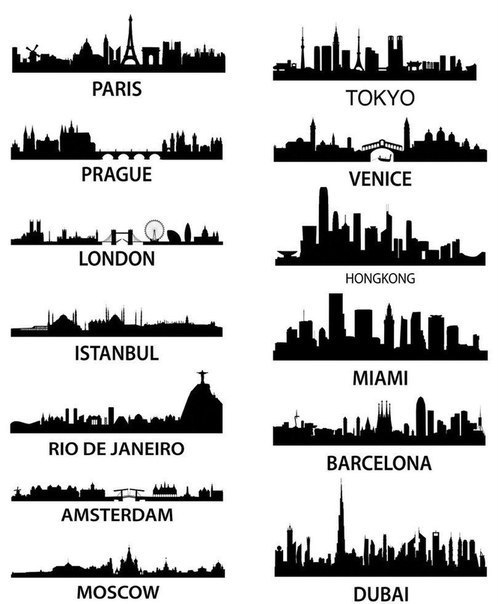 PARIS
TOKYO
PRAGUE
VENICE
LONDON
HONGKONG
ISTANBUL
MIAMI
RIO DE JANEIRO
BARCELONA
AMSTERDAM
MOSCOW
DUBAI